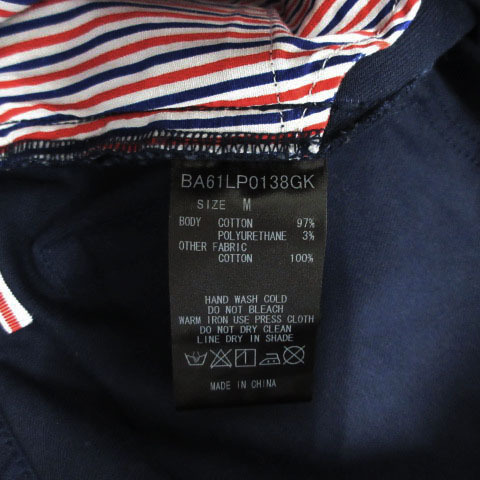 BA61LP0138GK
SIZE M
BODY COTTON 97%
POLYURETHANE 3%
OTHER FABRIC
COTTON 100%
HAND WASH COLD
DO NOT BLEACH
WARM IRON USE PRESS CLOTH
DO NOT DRY CLEAN
LINE DRY IN SHADE
MADE IN CHINA